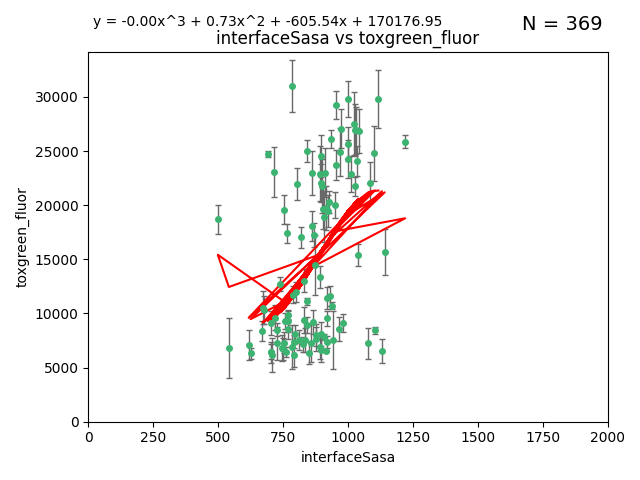 y = -0.00x^3 + 0.73x^2 + -605.54x + 170176.95
N = 369
interfaceSasa vs toxgreen_fluor
30000
25000
20000
15000
10000
5000
0
toxgreen_fluor
0 250 500 750 1000 1250 1500 1750 2000
interfaceSasa